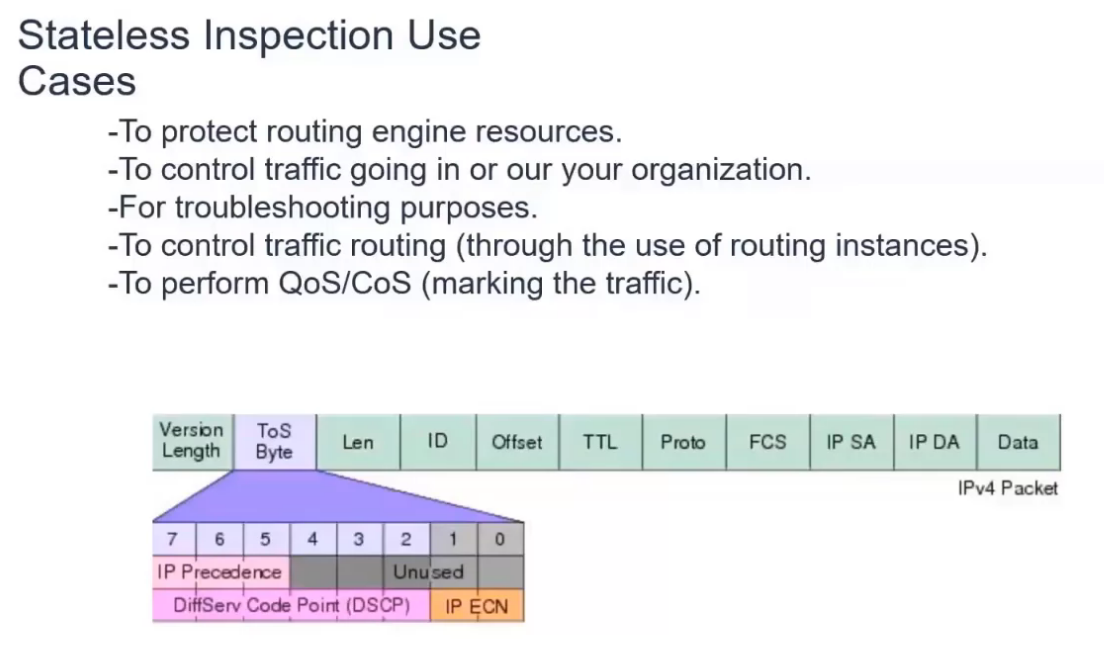 Stateless Inspection Use
Cases
-To protect routing engine resources.
-To control traffic going in or our your organization.
-For troubleshooting purposes.
-To control traffic routing (through the use of routing instances).
-To perform QoS/CoS (marking the traffic).
Version Length ToS Byte Len ID Offset TTL Proto FCS IP SA IP DA Data
IPv4 Packet
7 6 5 4 3 2 1 0
IP Precedence Unused
DiffServ Code Point (DSCP) IP ECN